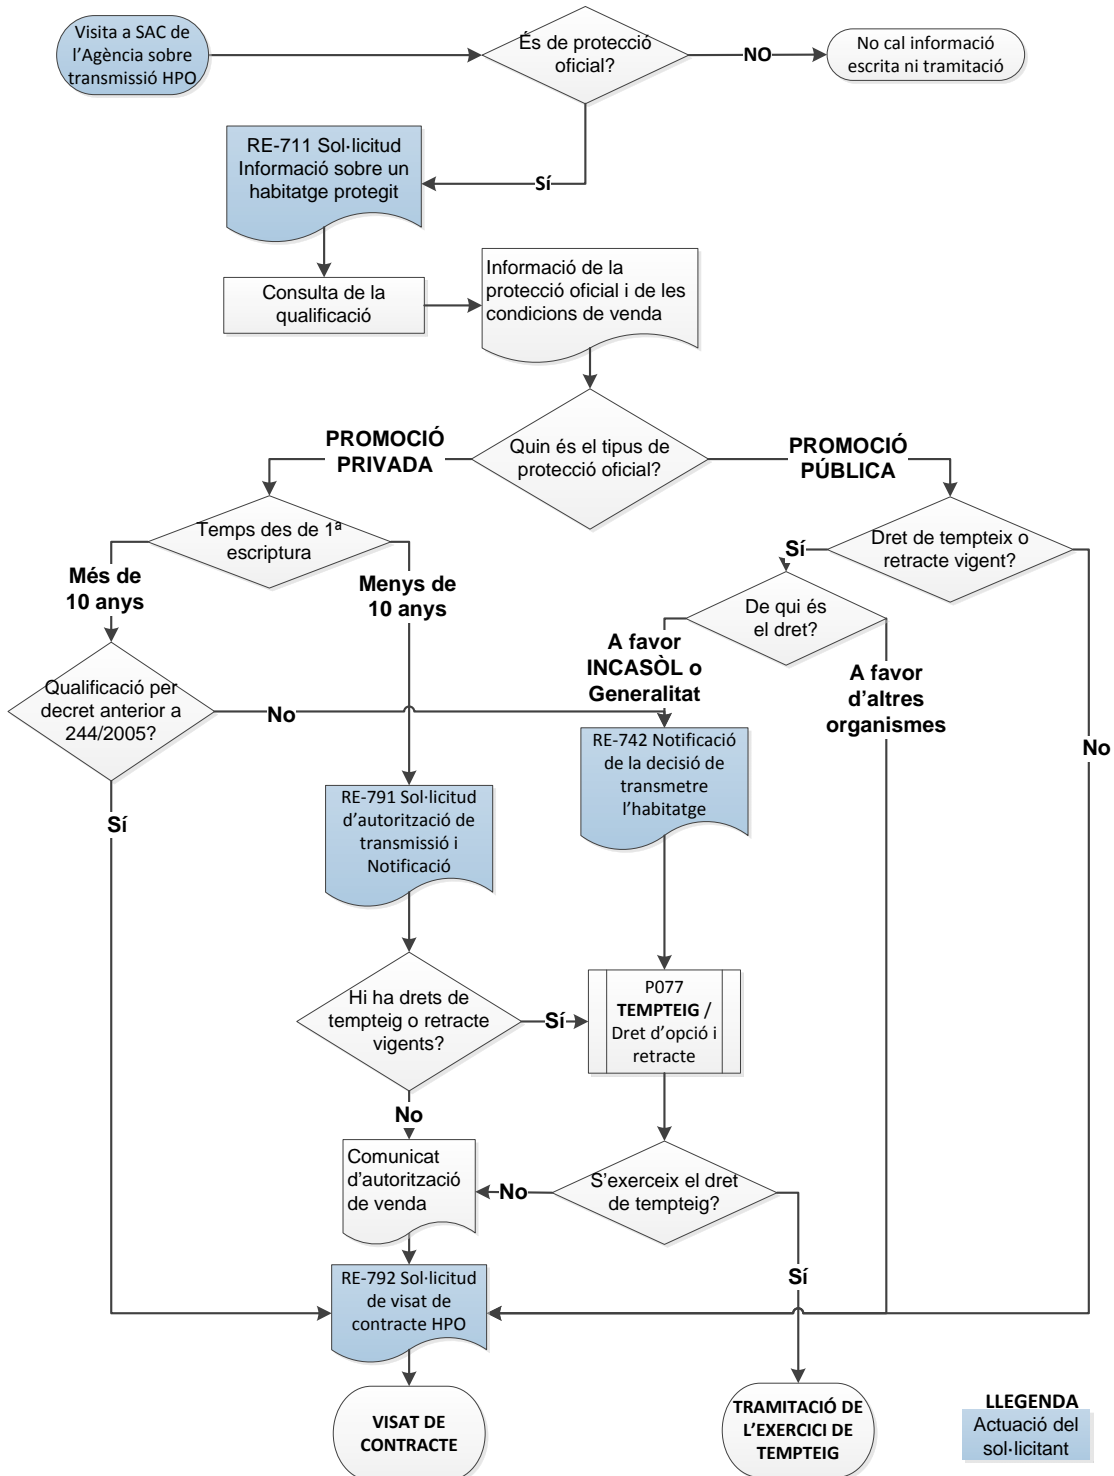 Visita a SAC de
l'Agència sobre
transmissió HPO
És de protecció
oficial?
NO
No cal informació
escrita ni tramitació
Sí
RE-711 Sol·licitud
Informació sobre un
habitatge protegit
Consulta de la
qualificació
Informació de la
protecció oficial i de les
condicions de venda
Quin és el tipus de
protecció oficial?
PROMOCIÓ
PRIVADA
PROMOCIÓ
PÚBLICA
Temps des de 1ª
escriptura
Dret de tempteix o
retracte vigent?
Més de
10 anys
Menys de
10 anys
Sí
De qui és
el dret?
A favor
INCASÒL o
Generalitat
A favor
d'altres
organismes
No
Qualificació per
decret anterior a
244/2005?
No
Sí
RE-742 Notificació
de la decisió de
transmetre
l'habitatge
RE-791 Sol·licitud
d'autorització de
transmissió i
Notificació
Hi ha drets de
tempteig o retracte
vigents?
Sí
P077
TEMPTEIG /
Dret d'opció i
retracte
No
Comunicat
d'autorització
de venda
No
S'exerceix el dret
de tempteig?
Sí
RE-792 Sol·licitud
de visat de
contracte HPO
VISAT DE
CONTRACTE
TRAMITACIÓ DE
L'EXERCICI DE
TEMPTEIG
LLEGENDA
Actuació del
sol·licitant